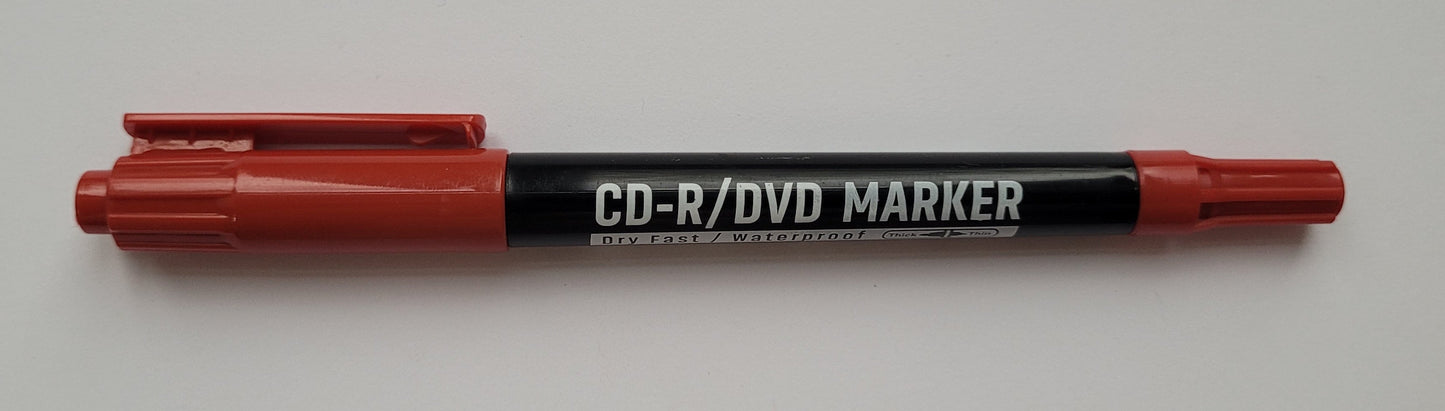 CD-R/DVD MARKER
Dry Fast / Waterproof Thick Thin